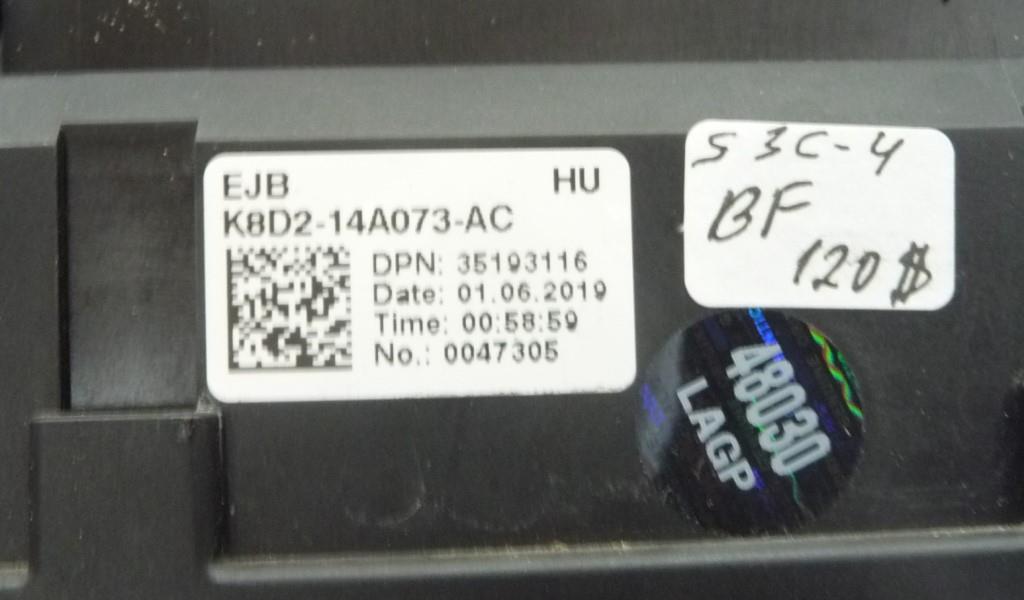 EJB HU
K8D2-14A073-AC
DPN: 35193116
Date: 01.06.2019
Time: 00:58:59
No.: 0047305
S3C-4
BF
120$
48030
LAGP